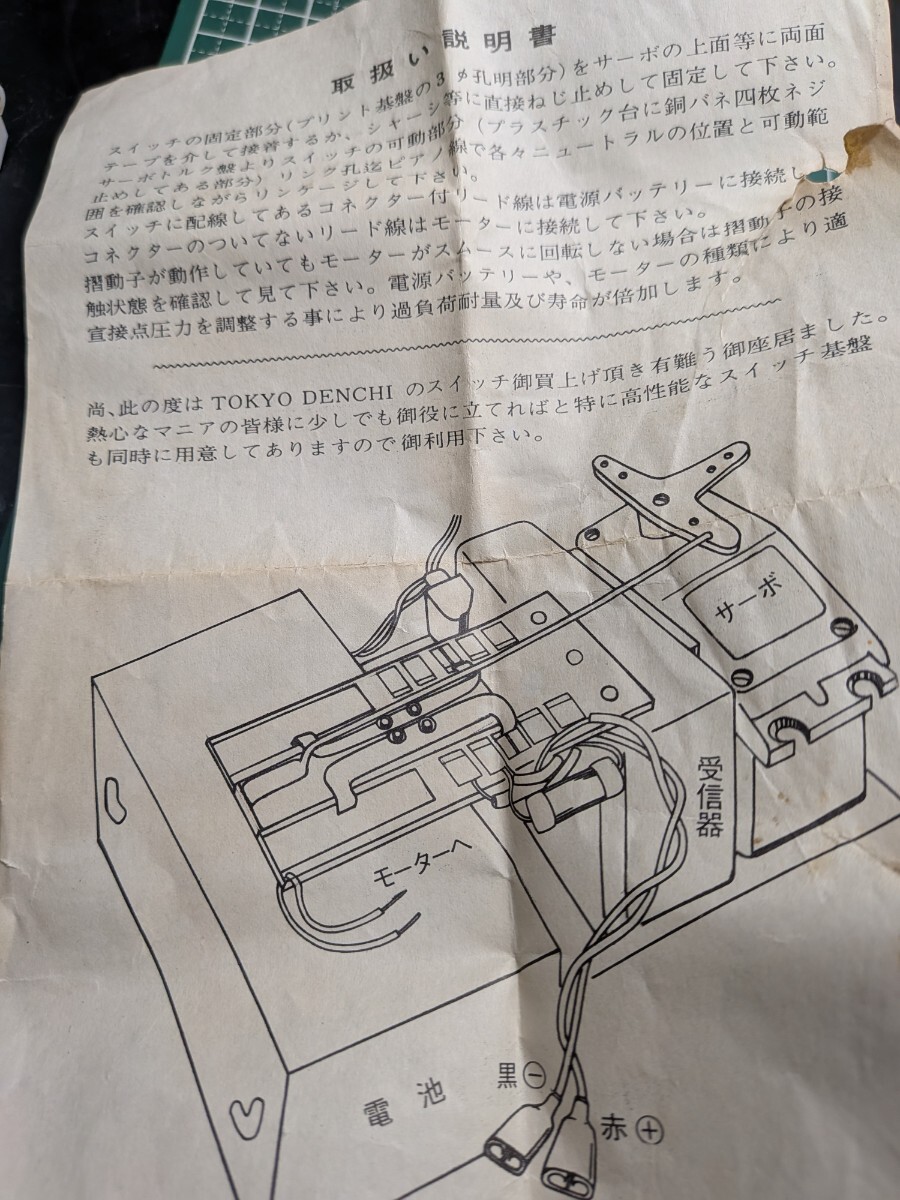 取扱い説明書
スイッチの固定部分(プリント基盤の3φ孔明部分)をサーボの上面等に両面
テープを介して接着するか、シャーシ等に直接ねじ止めして固定して下さい。
サーボトルク盤よりスイッチの可動部分(プラスチック台に銅バネ四枚ネジ
止めしてある部分)リンク孔迄ピアノ線で各々ニュートラルの位置と可動範
囲を確認しながらリンケージして下さい。
スイッチに配線してあるコネクター付リード線は電源バッテリーに接続し
コネクターのついてないリード線はモーターに接続して下さい。
摺動子が動作していてもモーターがスムースに回転しない場合は摺動子の接
触状態を確認して見て下さい。電源バッテリーや、モーターの種類により適
宜接点圧力を調整する事により過負荷耐量及び寿命が倍加します。
尚、此の度は TOKYO DENCHI のスイッチ御買上げ頂き有難う御座居ました。
熱心なマニアの皆様に少しでも御役に立てればと特に高性能なスイッチ基盤
も同時に用意してありますので御利用下さい。
サーボ
受信器
モーターへ
電池
黒⊖
赤⊕